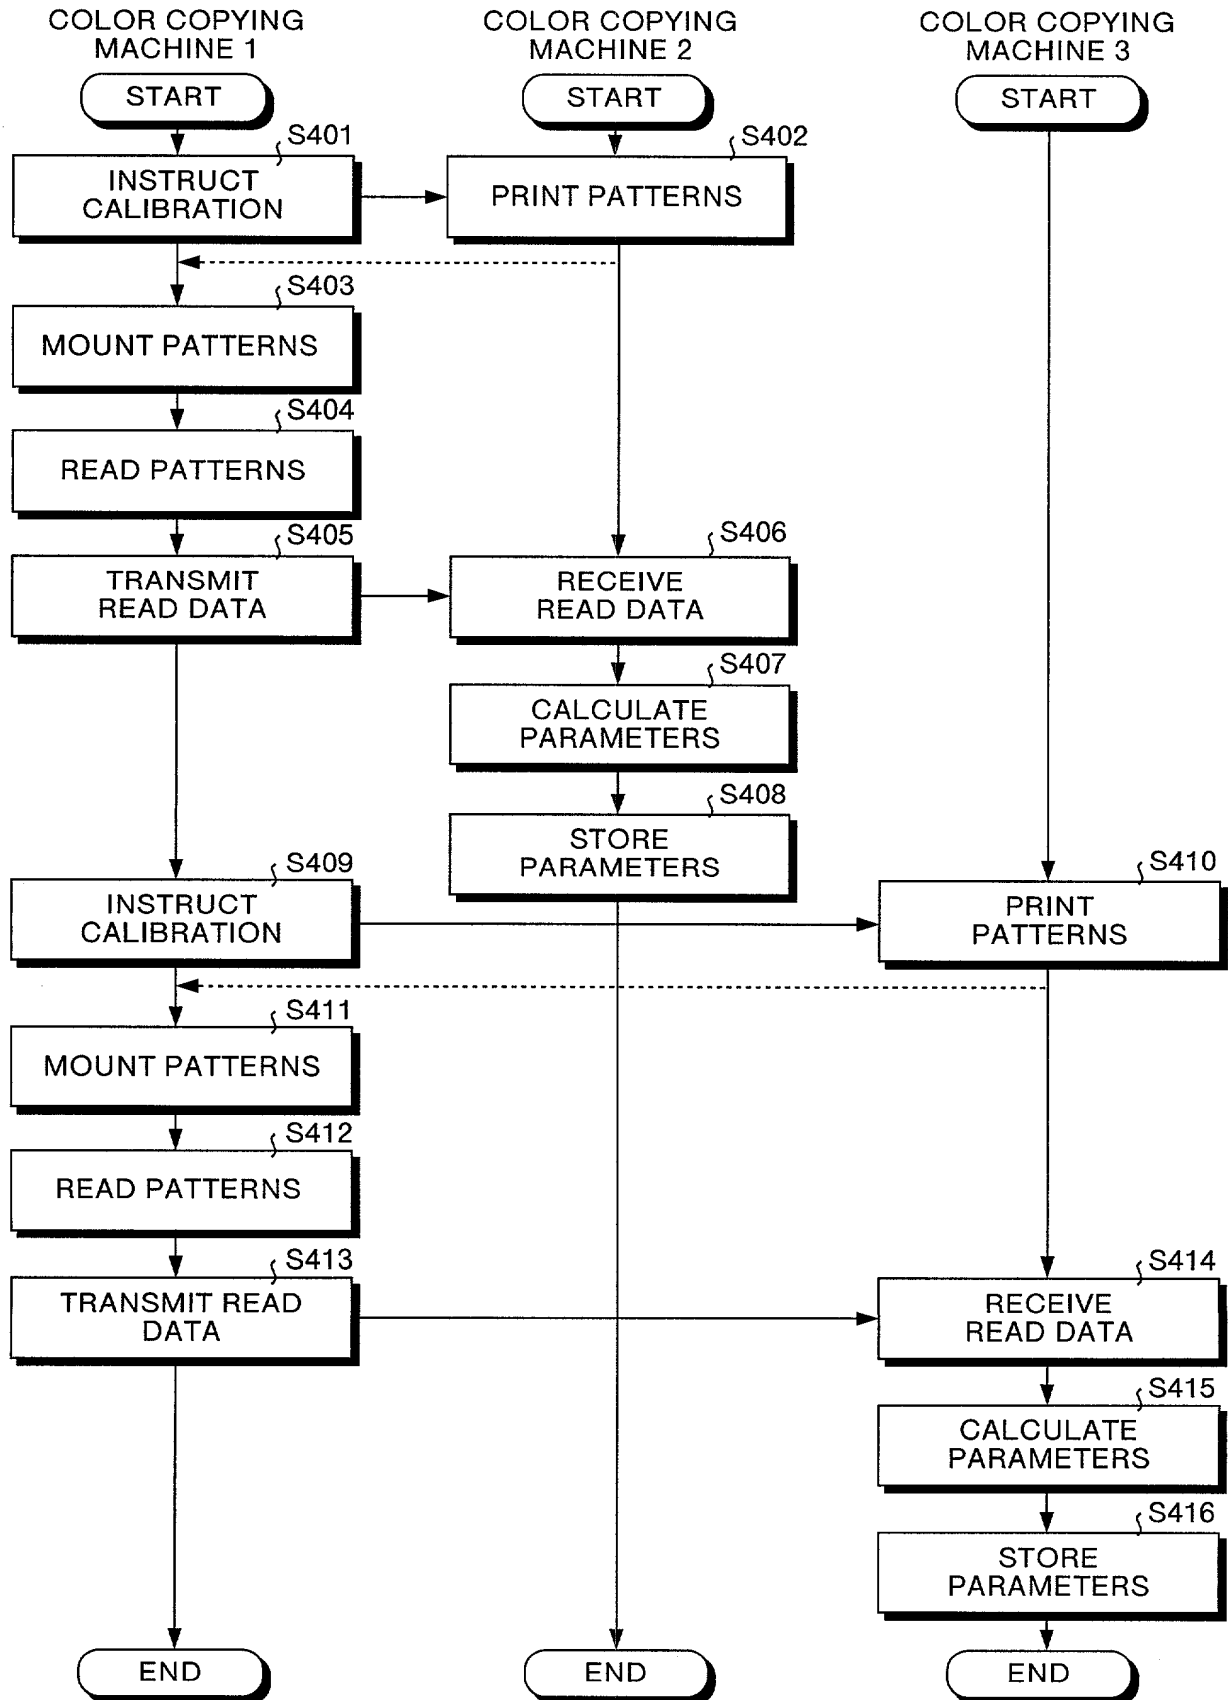 COLOR COPYING
MACHINE 1
COLOR COPYING
MACHINE 2
COLOR COPYING
MACHINE 3
START
START
START
S401
INSTRUCT
CALIBRATION
S402
PRINT PATTERNS
S403
MOUNT PATTERNS
S404
READ PATTERNS
S405
TRANSMIT
READ DATA
S406
RECEIVE
READ DATA
S407
CALCULATE
PARAMETERS
S408
STORE
PARAMETERS
S409
INSTRUCT
CALIBRATION
S410
PRINT
PATTERNS
S411
MOUNT PATTERNS
S412
READ PATTERNS
S413
TRANSMIT READ
DATA
S414
RECEIVE
READ DATA
S415
CALCULATE
PARAMETERS
S416
STORE
PARAMETERS
END
END
END